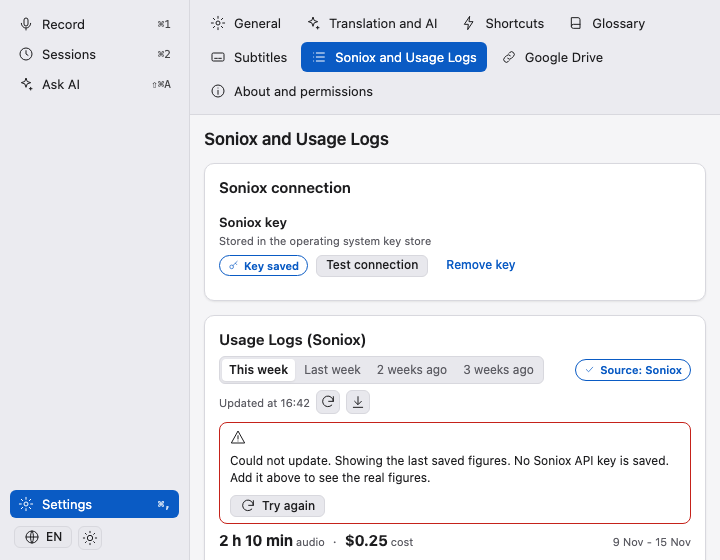 Record ⌘1
Sessions ⌘2
Ask AI ⇧⌘A
General
Translation and AI
Shortcuts
Glossary
Subtitles
Soniox and Usage Logs
Google Drive
About and permissions
Soniox and Usage Logs
Soniox connection
Soniox key
Stored in the operating system key store
Key saved
Test connection
Remove key
Usage Logs (Soniox)
This week
Last week
2 weeks ago
3 weeks ago
Source: Soniox
Updated at 16:42
Could not update. Showing the last saved figures. No Soniox API key is saved.
Add it above to see the real figures.
Try again
2 h 10 min audio · $0.25 cost
9 Nov - 15 Nov
Settings ⌘,
EN